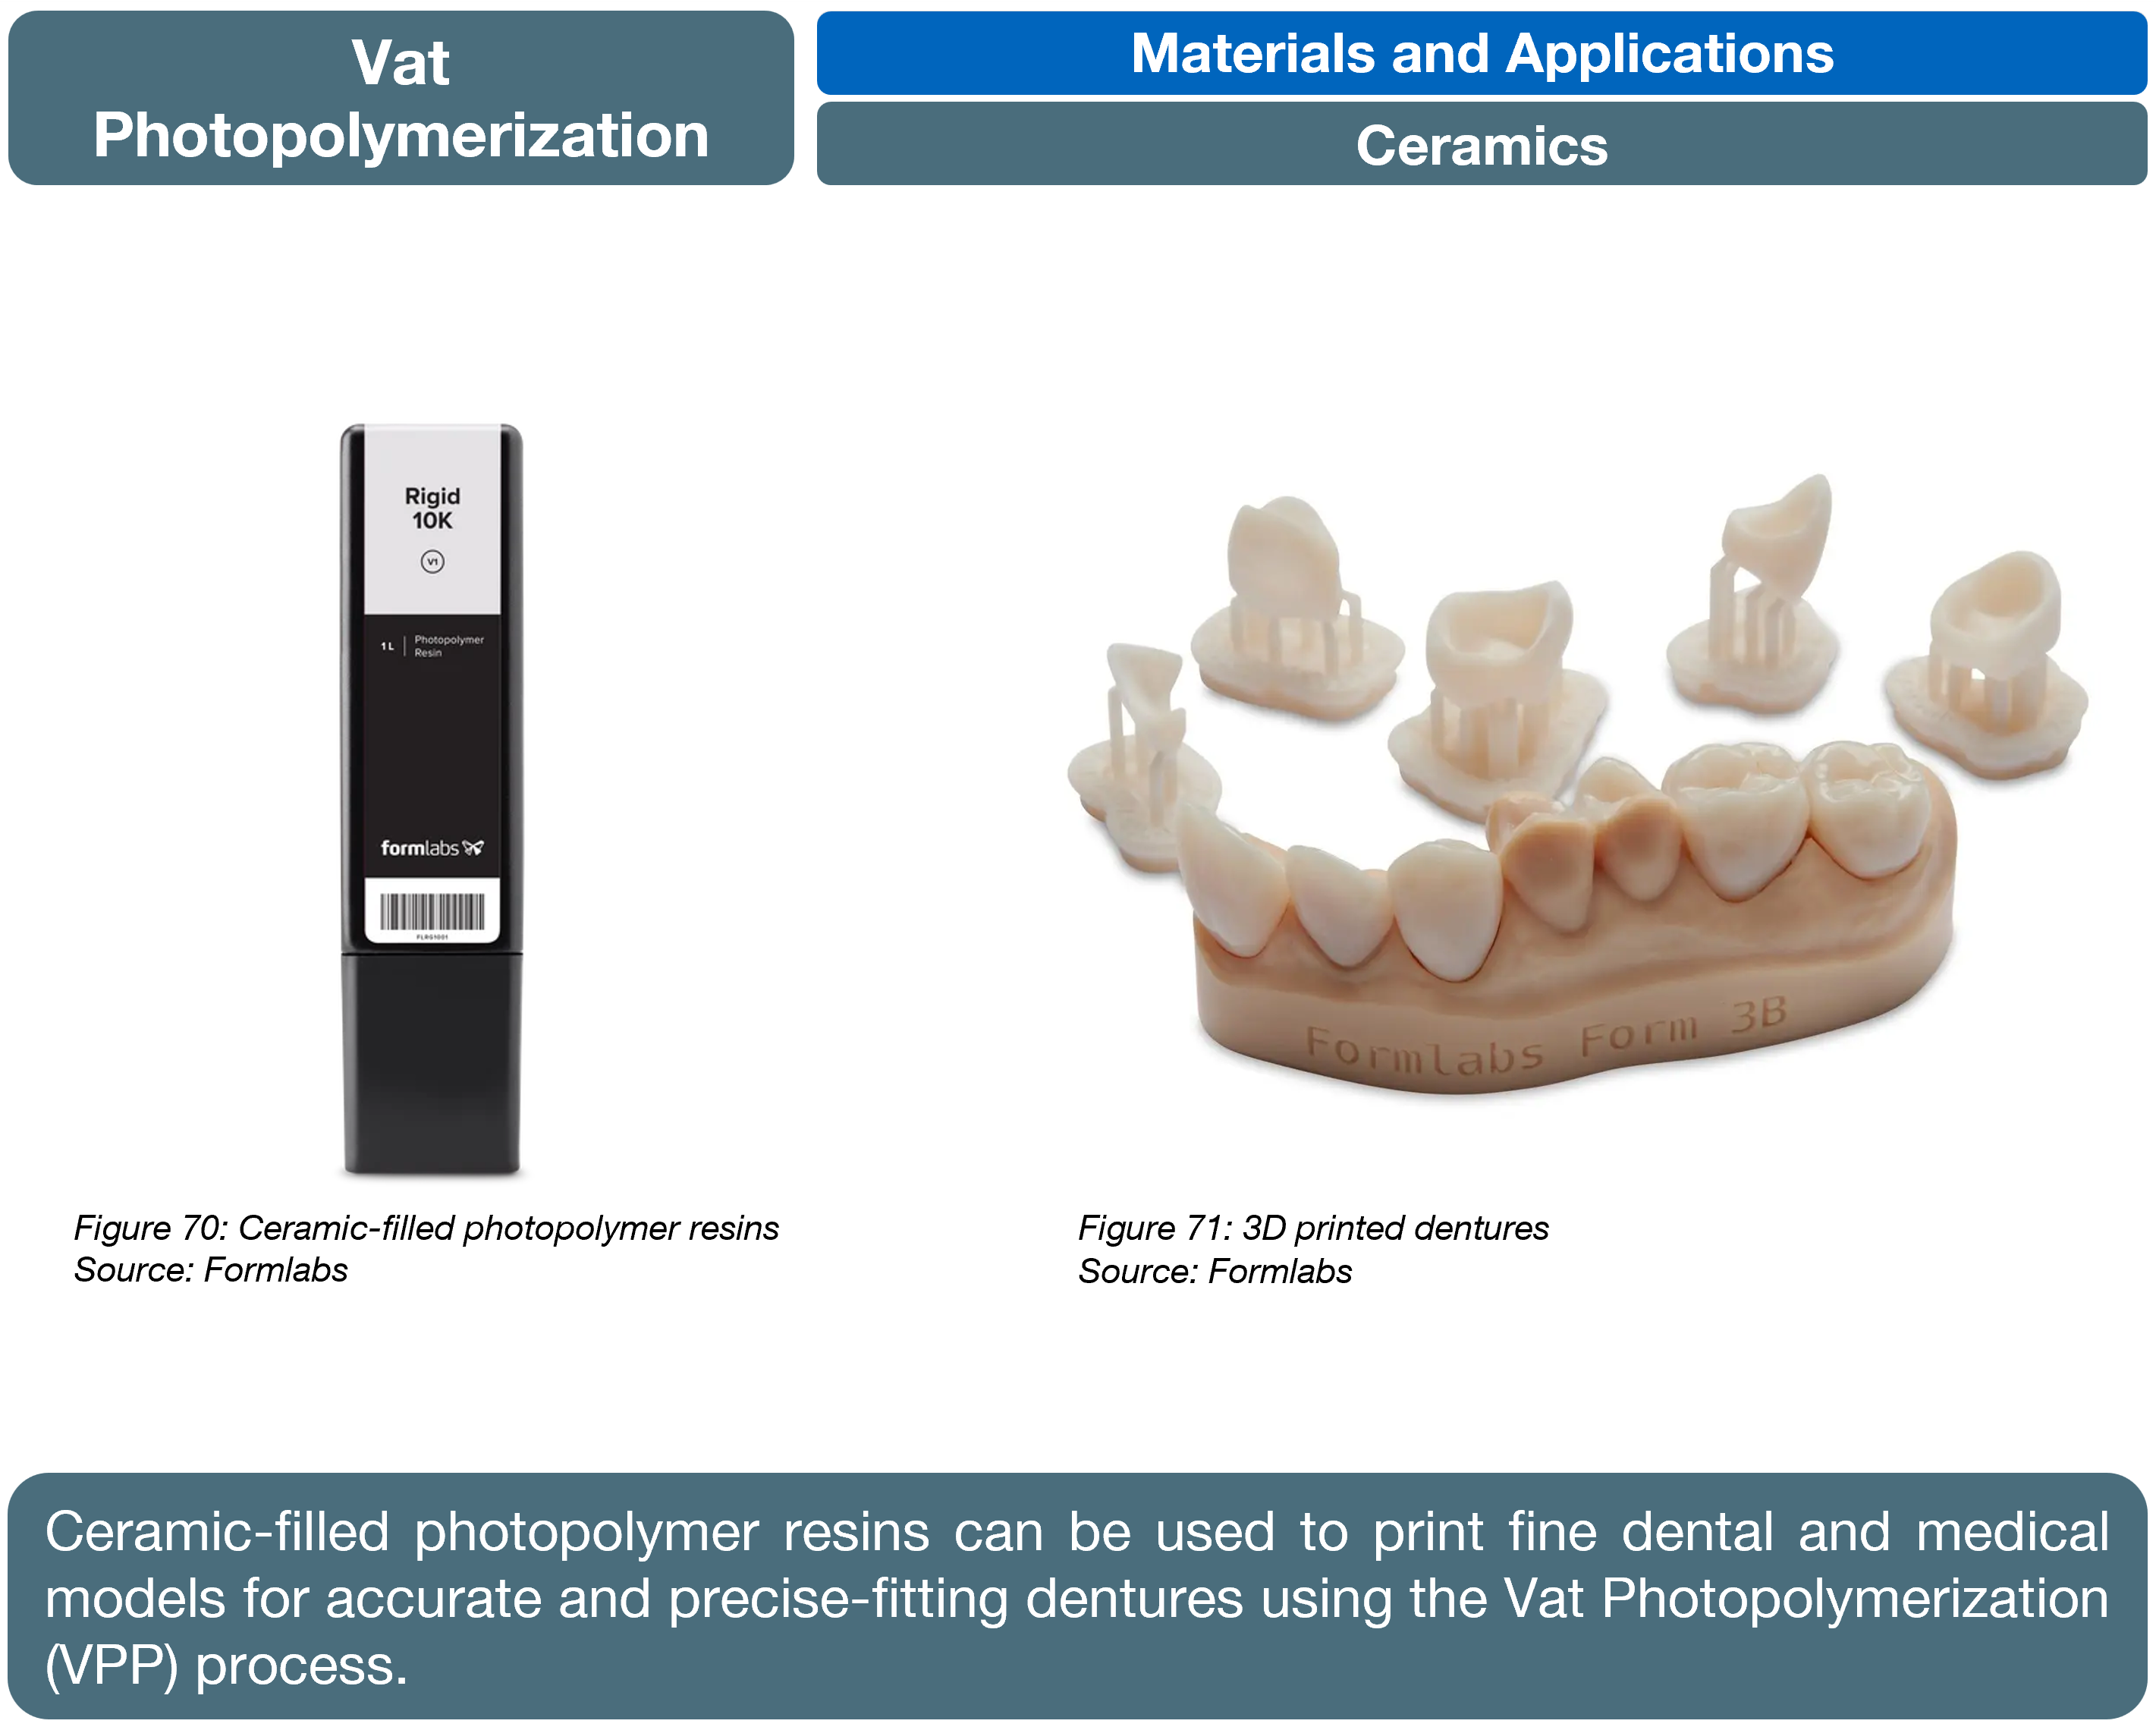 Vat
Photopolymerization
Materials and Applications
Ceramics
Rigid
10K
V1
1 L | Photopolymer
Resin
formlabs
FLRG1001
Formlabs Form 3B
Figure 70: Ceramic-filled photopolymer resins
Source: Formlabs
Figure 71: 3D printed dentures
Source: Formlabs
Ceramic-filled photopolymer resins can be used to print fine dental and medical
models for accurate and precise-fitting dentures using the Vat Photopolymerization
(VPP) process.